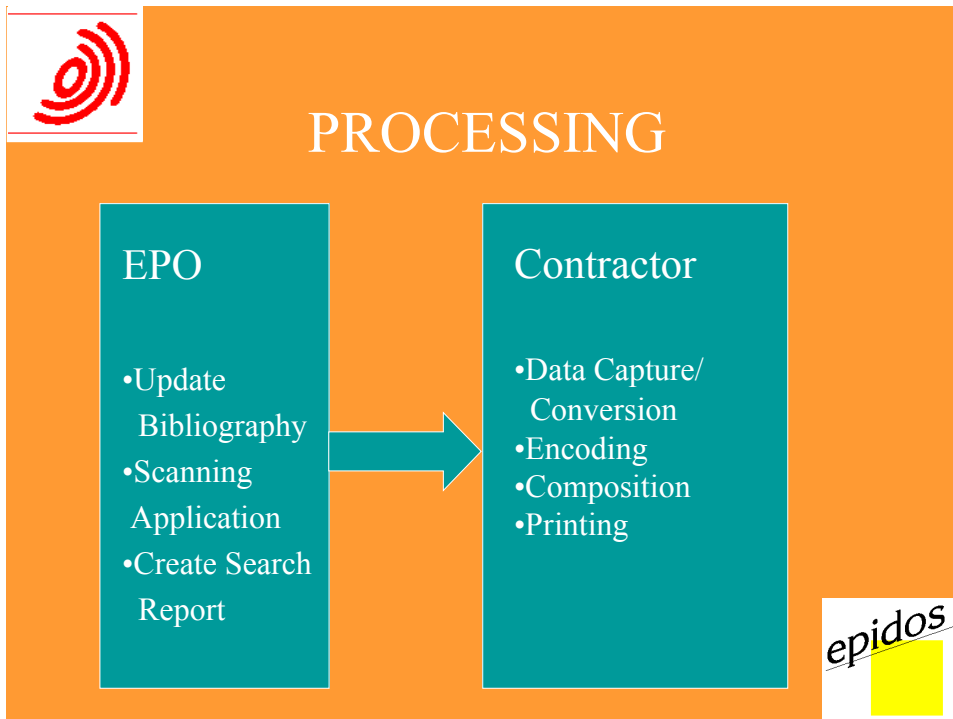 PROCESSING
EPO
•Update
Bibliography
•Scanning
Application
•Create Search
Report
Contractor
•Data Capture/
Conversion
•Encoding
•Composition
•Printing
epidos